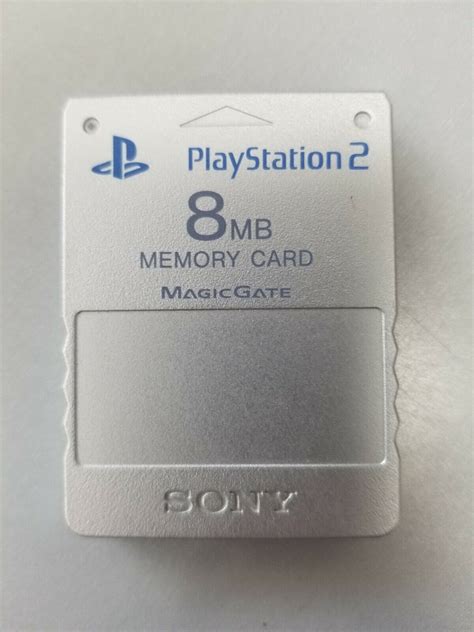 PlayStation 2
8MB
MEMORY CARD
MAGICGATE
SONY